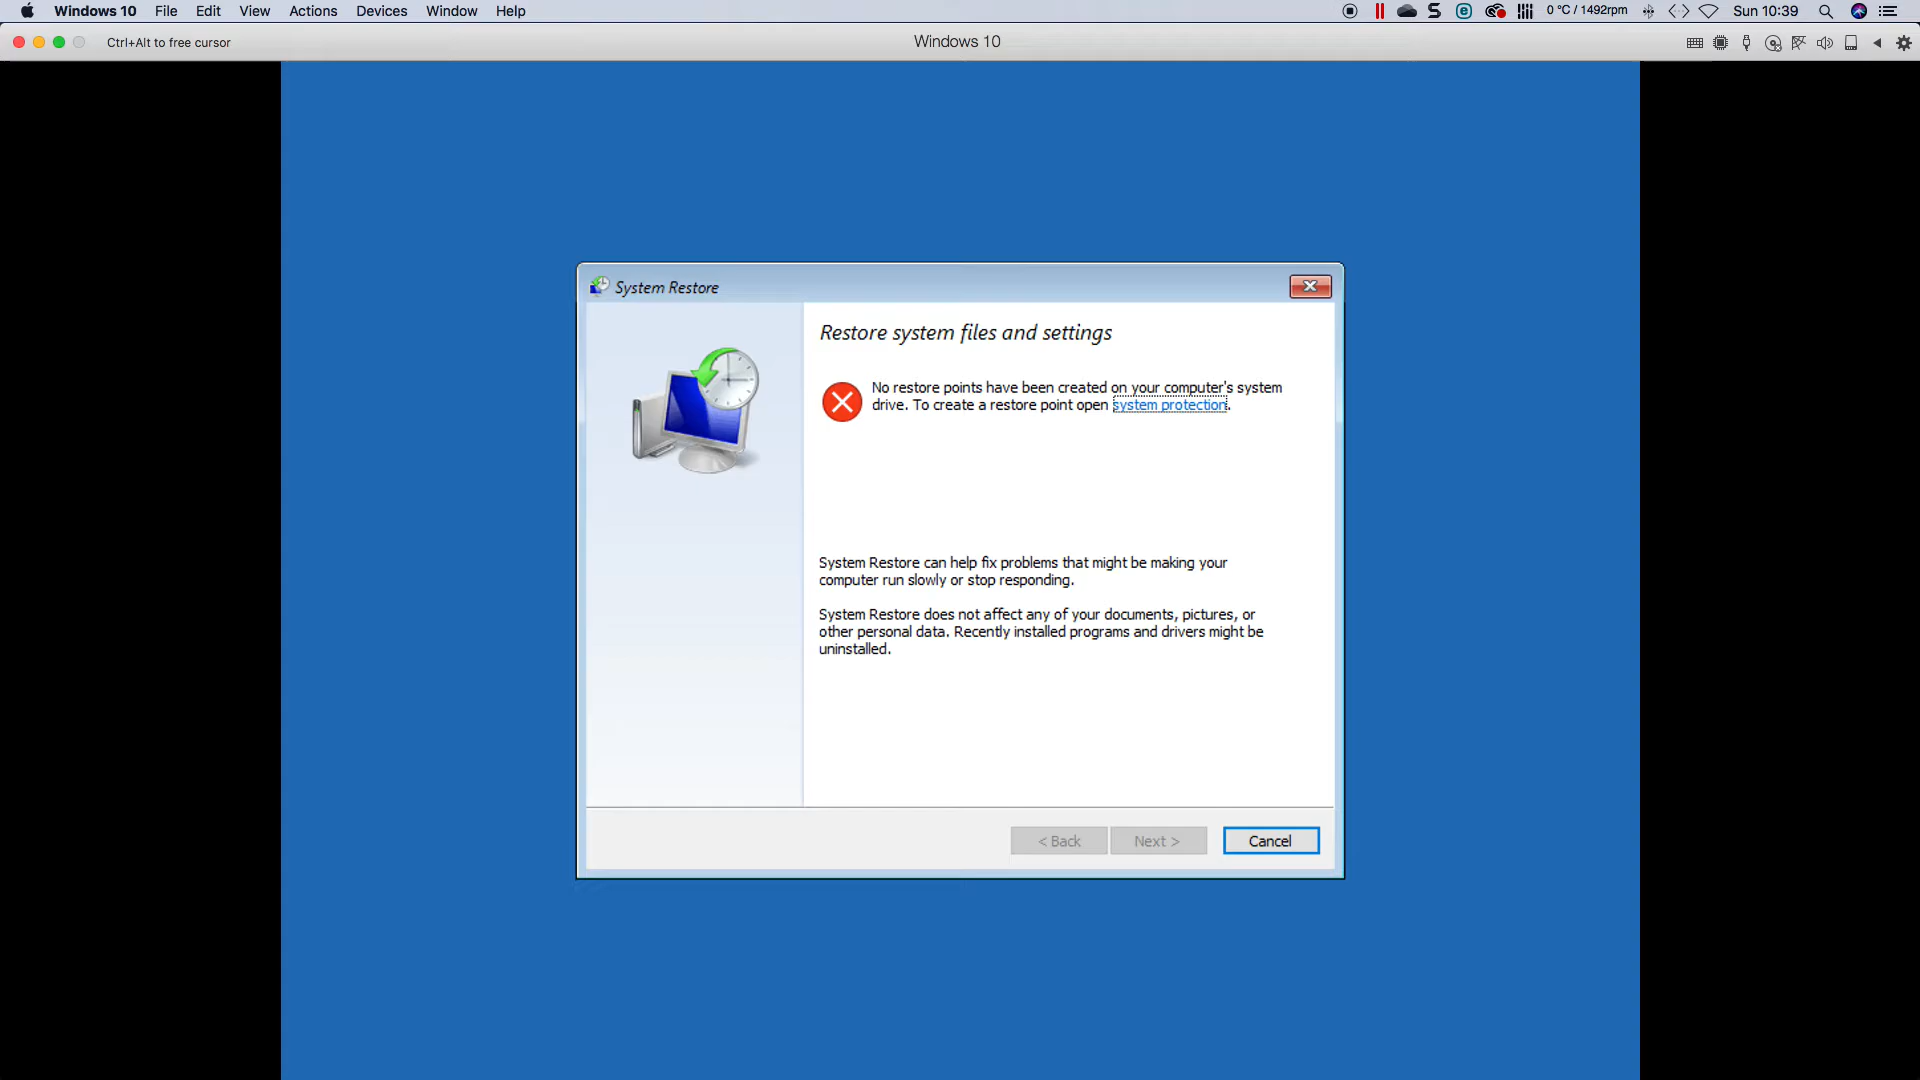 Windows 10 File Edit View Actions Devices Window Help 0 °C / 1492rpm Sun 10:39
Ctrl+Alt to free cursor Windows 10
System Restore
Restore system files and settings
No restore points have been created on your computer's system
drive. To create a restore point open system protection.
System Restore can help fix problems that might be making your
computer run slowly or stop responding.
System Restore does not affect any of your documents, pictures, or
other personal data. Recently installed programs and drivers might be
uninstalled.
< Back Next > Cancel